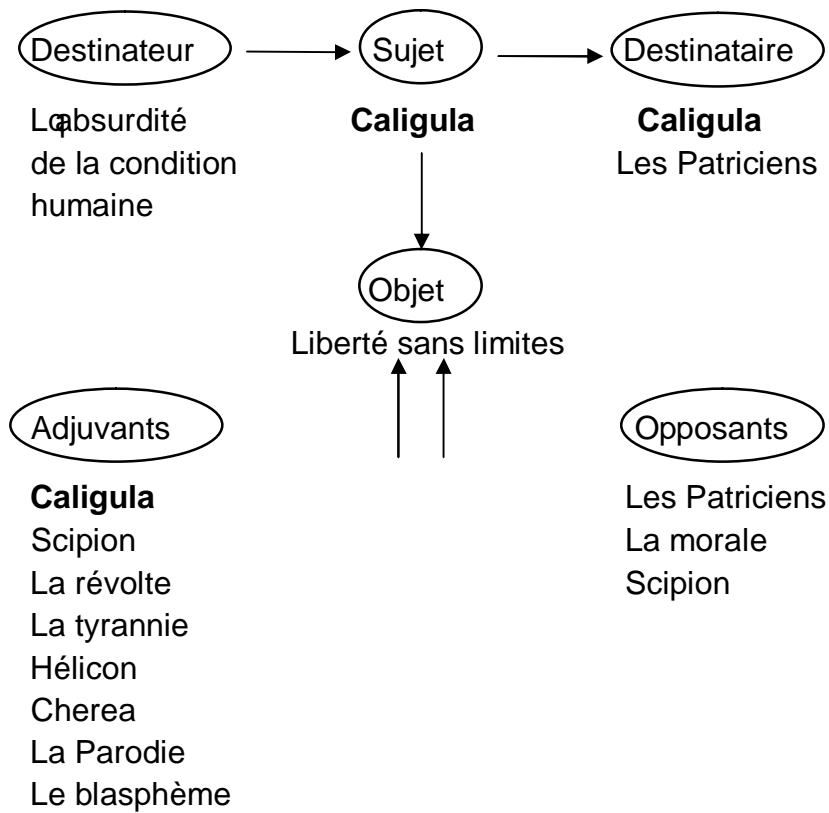 Destinateur Sujet Destinataire
L'absurdité Caligula Caligula
de la condition Les Patriciens
humaine
Objet
Liberté sans limites
Adjuvants Opposants
Caligula Les Patriciens
Scipion La morale
La révolte Scipion
La tyrannie
Hélicon
Cherea
La Parodie
Le blasphème